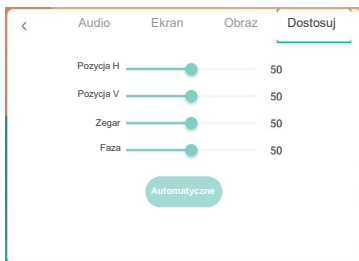 Audio Ekran Obraz Dostosuj
Pozycja H 50
Pozycja V 50
Zegar 50
Faza 50
Automatyczne